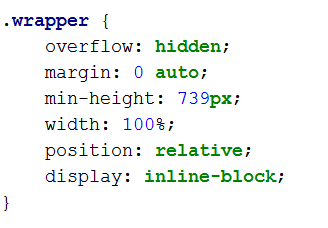 .wrapper {
    overflow: hidden;
    margin: 0 auto;
    min-height: 739px;
    width: 100%;
    position: relative;
    display: inline-block;
}